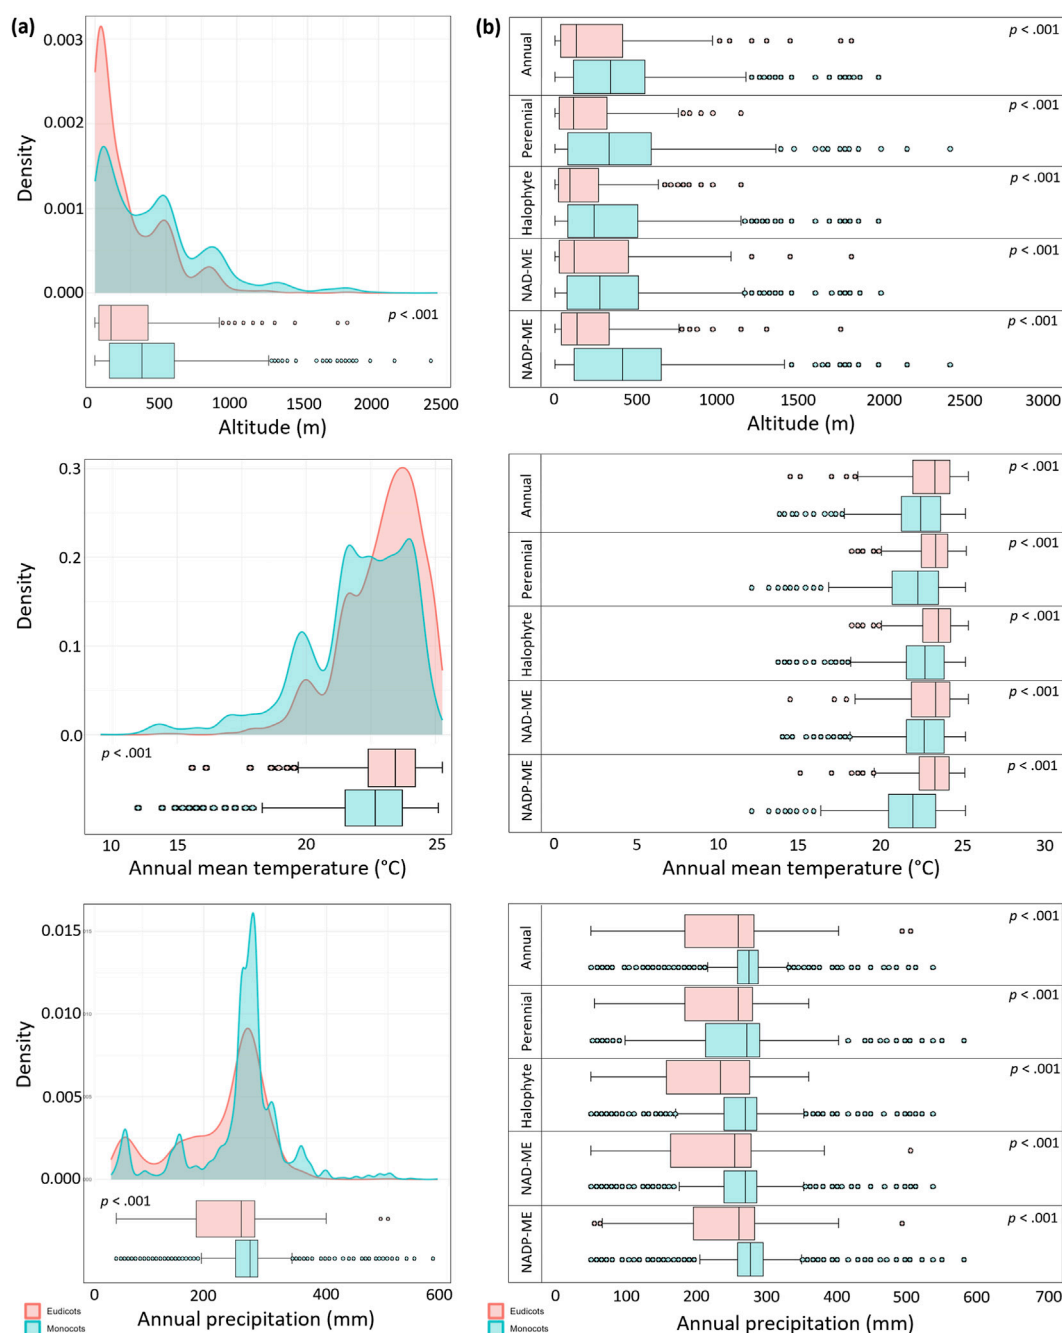 (a)
0.003
0.002
0.001
0.000
Density
p < .001
0 500 1000 1500 2000 2500
Altitude (m)
(b)
Annual
p < .001
Perennial
p < .001
Halophyte
p < .001
NAD-ME
p < .001
NADP-ME
p < .001
0 500 1000 1500 2000 2500 3000
Altitude (m)
0.3
0.2
0.1
0.0
Density
p < .001
10 15 20 25
Annual mean temperature (°C)
Annual
p < .001
Perennial
p < .001
Halophyte
p < .001
NAD-ME
p < .001
NADP-ME
p < .001
0 5 10 15 20 25 30
Annual mean temperature (°C)
0.015
0.010
0.005
0.000
Density
p < .001
0 200 400 600
Annual precipitation (mm)
Eudicots
Monocots
Annual
p < .001
Perennial
p < .001
Halophyte
p < .001
NAD-ME
p < .001
NADP-ME
p < .001
0 100 200 300 400 500 600 700
Annual precipitation (mm)
Eudicots
Monocots